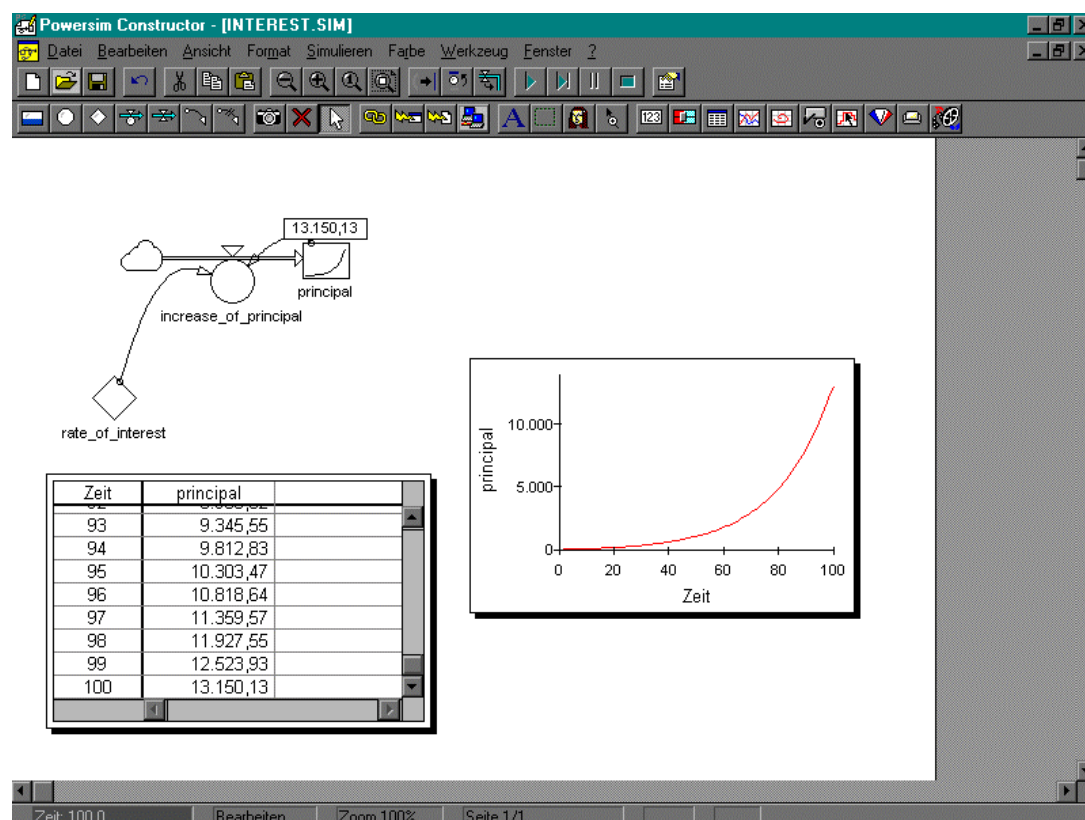 Powersim Constructor - [INTEREST.SIM]
Datei Bearbeiten Ansicht Format Simulieren Farbe Werkzeug Fenster ?
123
A
13.150,13
principal
increase_of_principal
rate_of_interest
principal
10.000
5.000
0
0 20 40 60 80 100
Zeit
Zeit principal
93 9.345,55
94 9.812,83
95 10.303,47
96 10.818,64
97 11.359,57
98 11.927,55
99 12.523,93
100 13.150,13
Zeit: 100,0 Bearbeiten Zoom 100% Seite 1/1